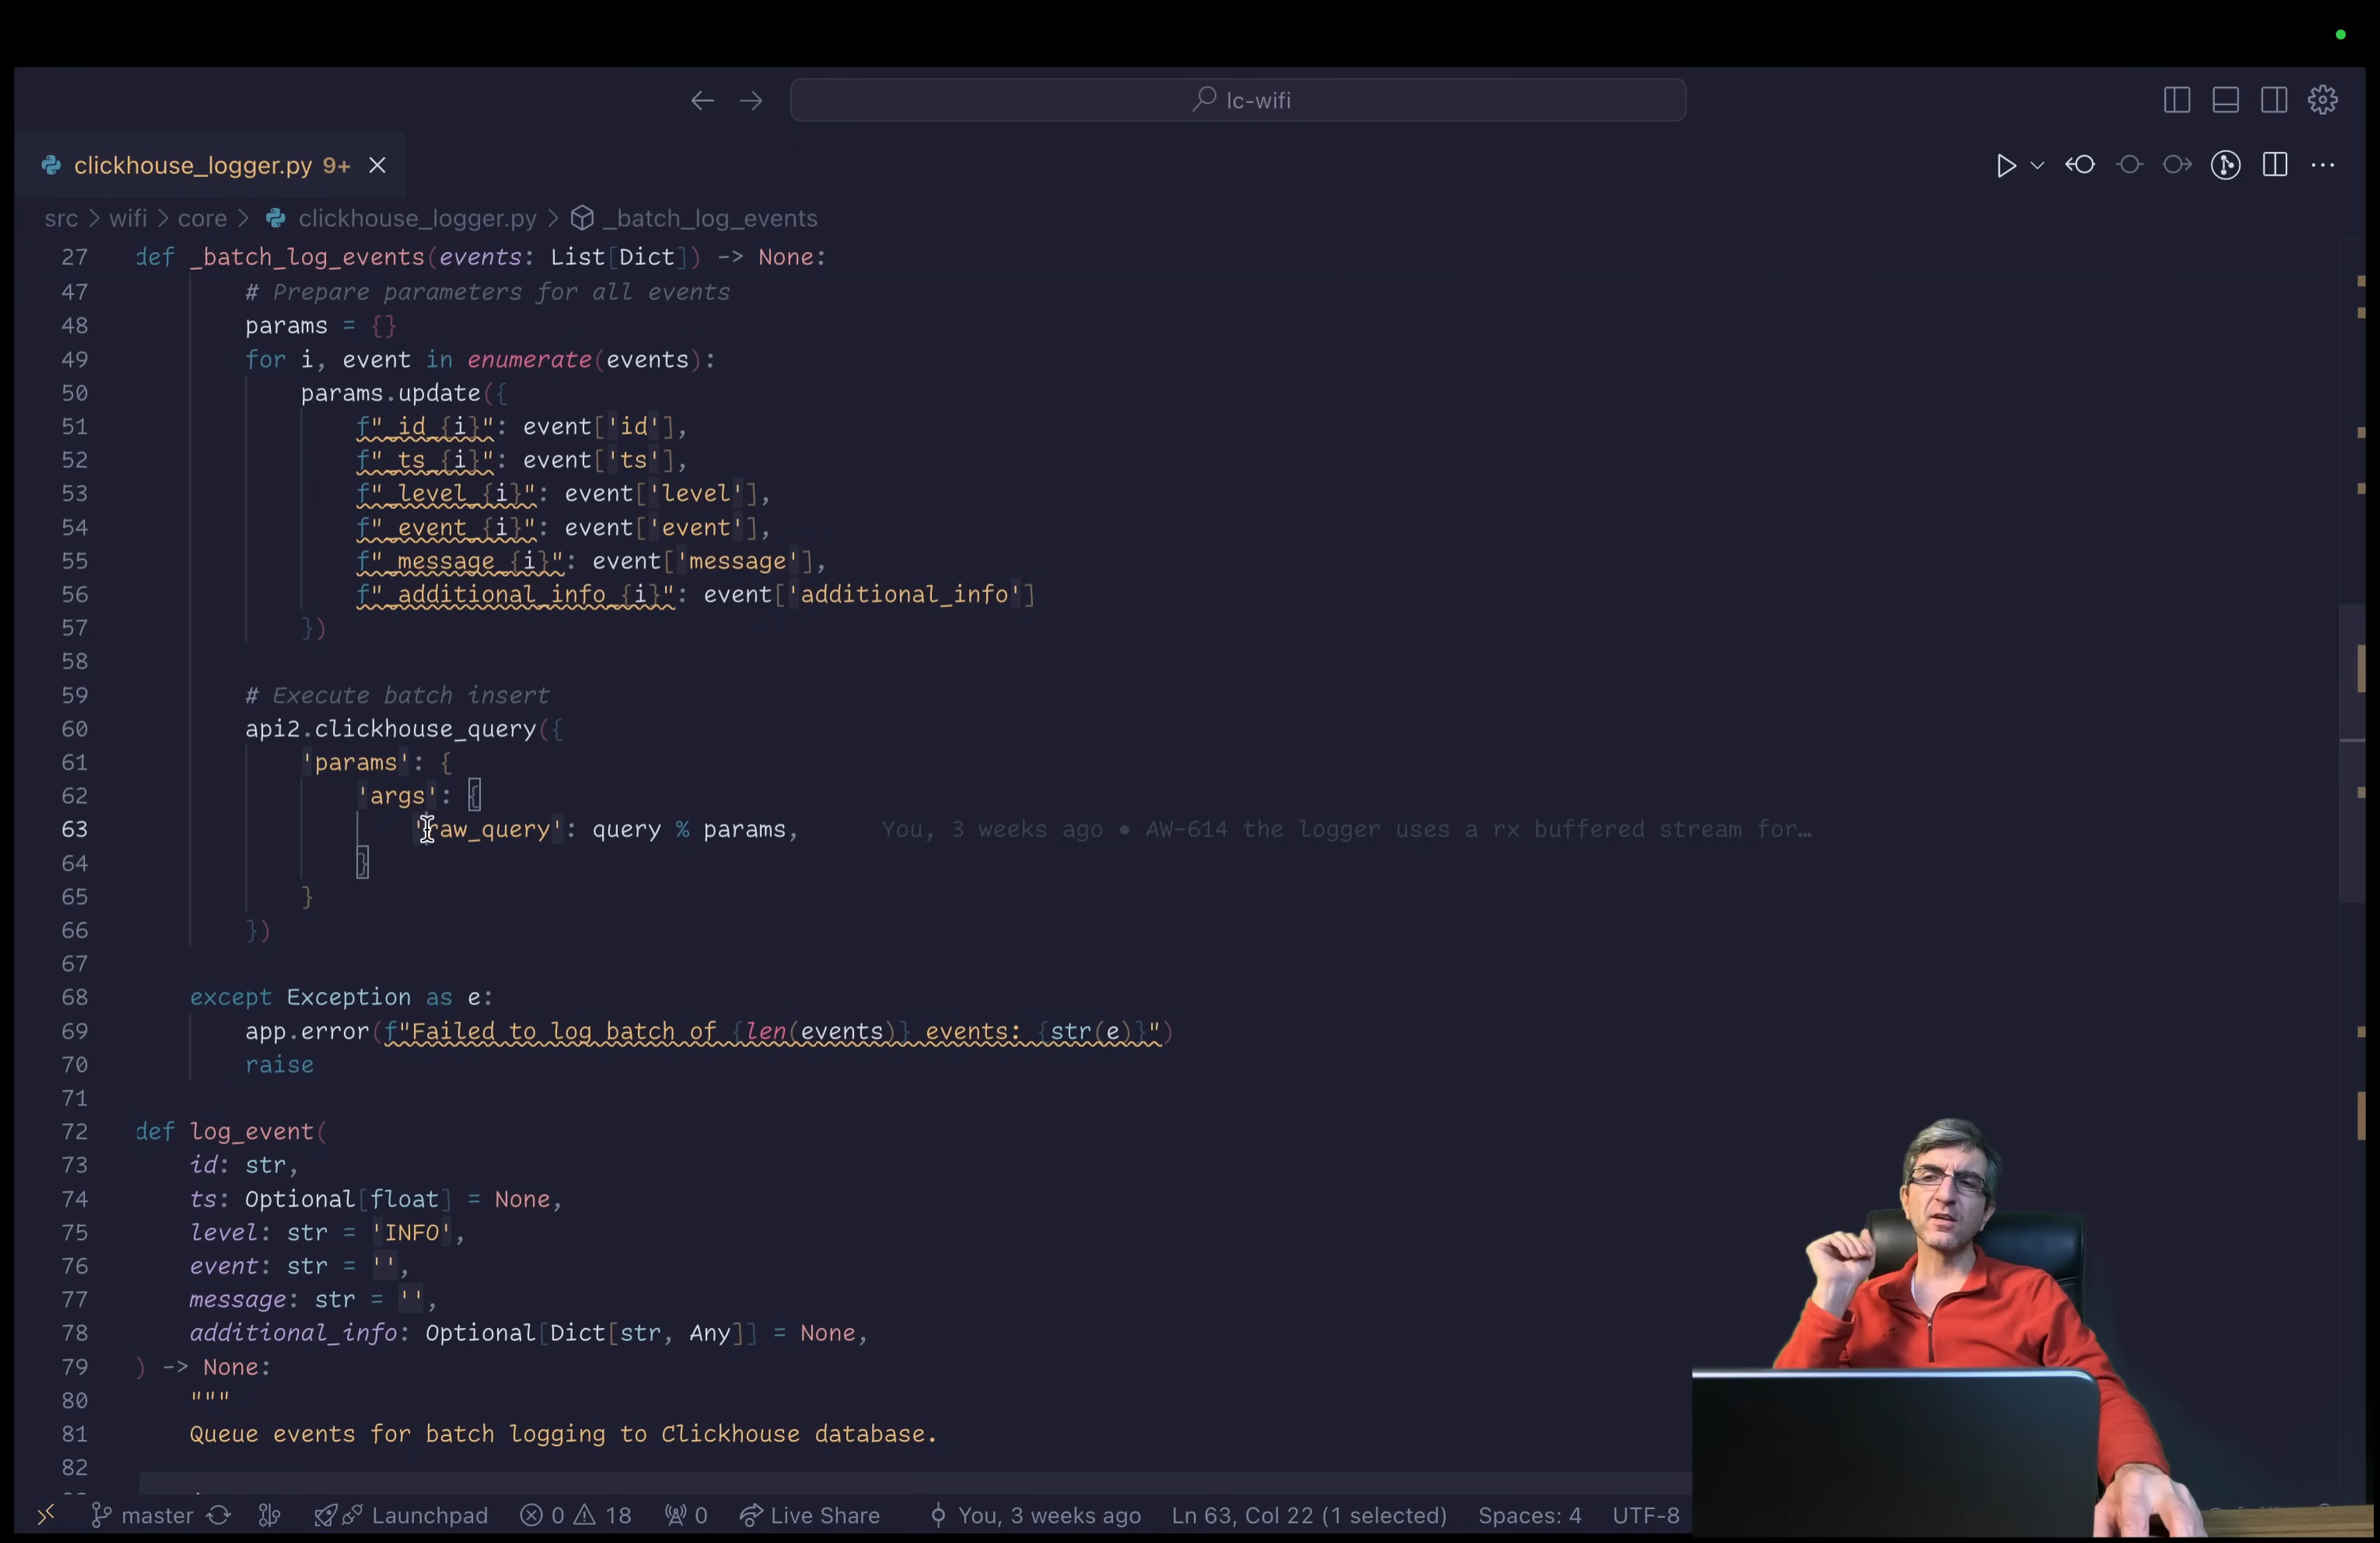 lc-wifi
clickhouse_logger.py 9+
src > wifi > core > clickhouse_logger.py > _batch_log_events
27 def _batch_log_events(events: List[Dict]) -> None:
47 # Prepare parameters for all events
48 params = {}
49 for i, event in enumerate(events):
50 params.update({
51 f"_id_{i}": event['id'],
52 f"_ts_{i}": event['ts'],
53 f"_level_{i}": event['level'],
54 f"_event_{i}": event['event'],
55 f"_message_{i}": event['message'],
56 f"_additional_info_{i}": event['additional_info']
57 })
58
59 # Execute batch insert
60 api2.clickhouse_query({
61 'params': {
62 'args': {
63 'raw_query': query % params, You, 3 weeks ago • AW-614 the logger uses a rx buffered stream for…
64 }
65 }
66 })
67
68 except Exception as e:
69 app.error(f"Failed to log batch of {len(events)} events: {str(e)}")
70 raise
71
72 def log_event(
73 id: str,
74 ts: Optional[float] = None,
75 level: str = 'INFO',
76 event: str = '',
77 message: str = '',
78 additional_info: Optional[Dict[str, Any]] = None,
79 ) -> None:
80 """
81 Queue events for batch logging to Clickhouse database.
82
master Launchpad 0 18 0 Live Share You, 3 weeks ago Ln 63, Col 22 (1 selected) Spaces: 4 UTF-8